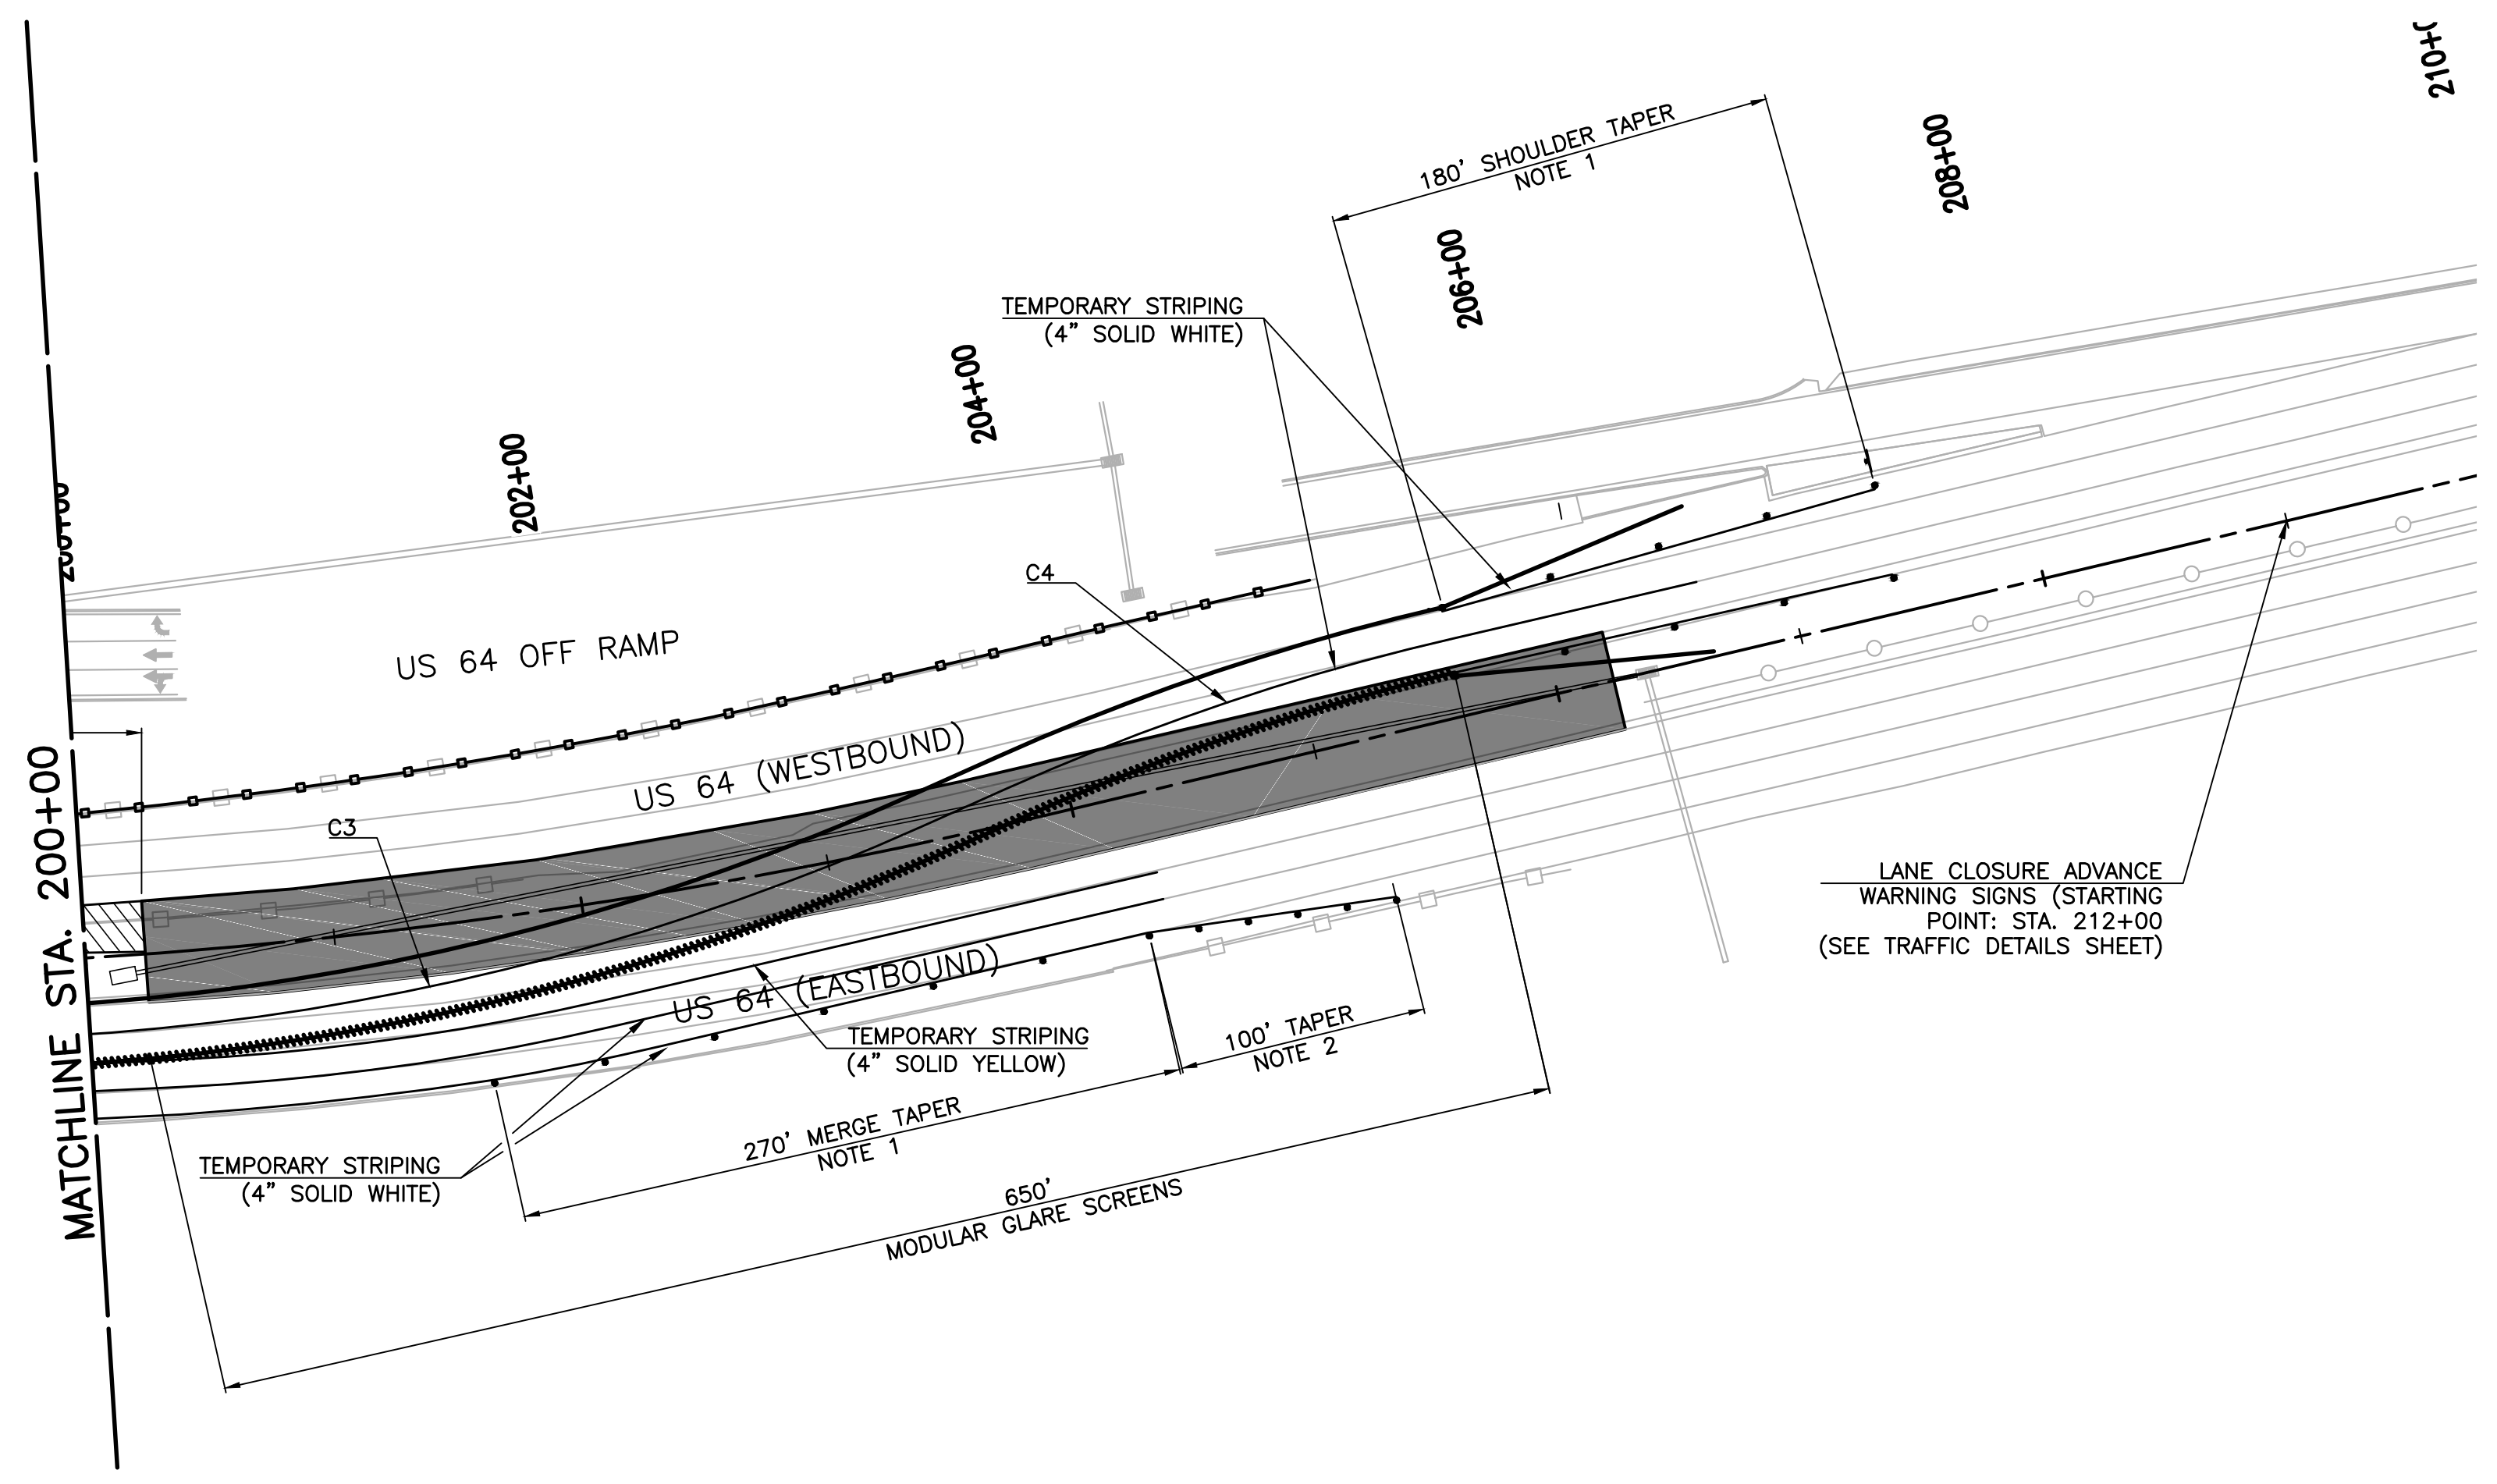 210+0
208+00
180' SHOULDER TAPER
NOTE 1
206+00
TEMPORARY STRIPING
(4" SOLID WHITE)
204+00
202+00
C4
US 64 OFF RAMP
US 64 (WESTBOUND)
C3
MATCHLINE STA. 200+00
LANE CLOSURE ADVANCE
WARNING SIGNS (STARTING
POINT: STA. 212+00
(SEE TRAFFIC DETAILS SHEET)
US 64 (EASTBOUND)
TEMPORARY STRIPING
(4" SOLID YELLOW)
100' TAPER
NOTE 2
270' MERGE TAPER
NOTE 1
TEMPORARY STRIPING
(4" SOLID WHITE)
650'
MODULAR GLARE SCREENS